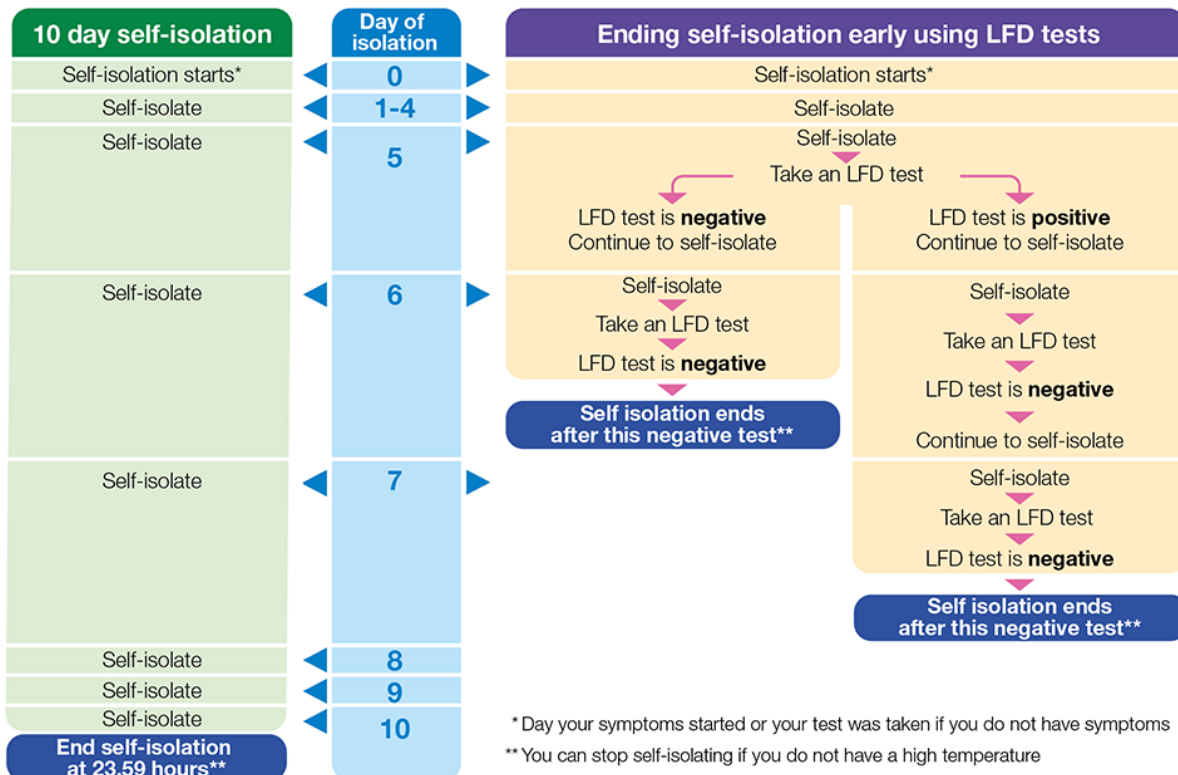 10 day self-isolation
Day of
isolation
Ending self-isolation early using LFD tests
Self-isolation starts*
0
Self-isolation starts*
Self-isolate
1-4
Self-isolate
Self-isolate
5
Self-isolate
Take an LFD test
LFD test is negative
Continue to self-isolate
LFD test is positive
Continue to self-isolate
Self-isolate
6
Self-isolate
Take an LFD test
LFD test is negative
Self isolation ends
after this negative test**
Self-isolate
Take an LFD test
LFD test is negative
Continue to self-isolate
Self-isolate
7
Self-isolate
Take an LFD test
LFD test is negative
Self isolation ends
after this negative test**
Self-isolate
8
Self-isolate
9
Self-isolate
10
End self-isolation
at 23.59 hours**
* Day your symptoms started or your test was taken if you do not have symptoms
** You can stop self-isolating if you do not have a high temperature